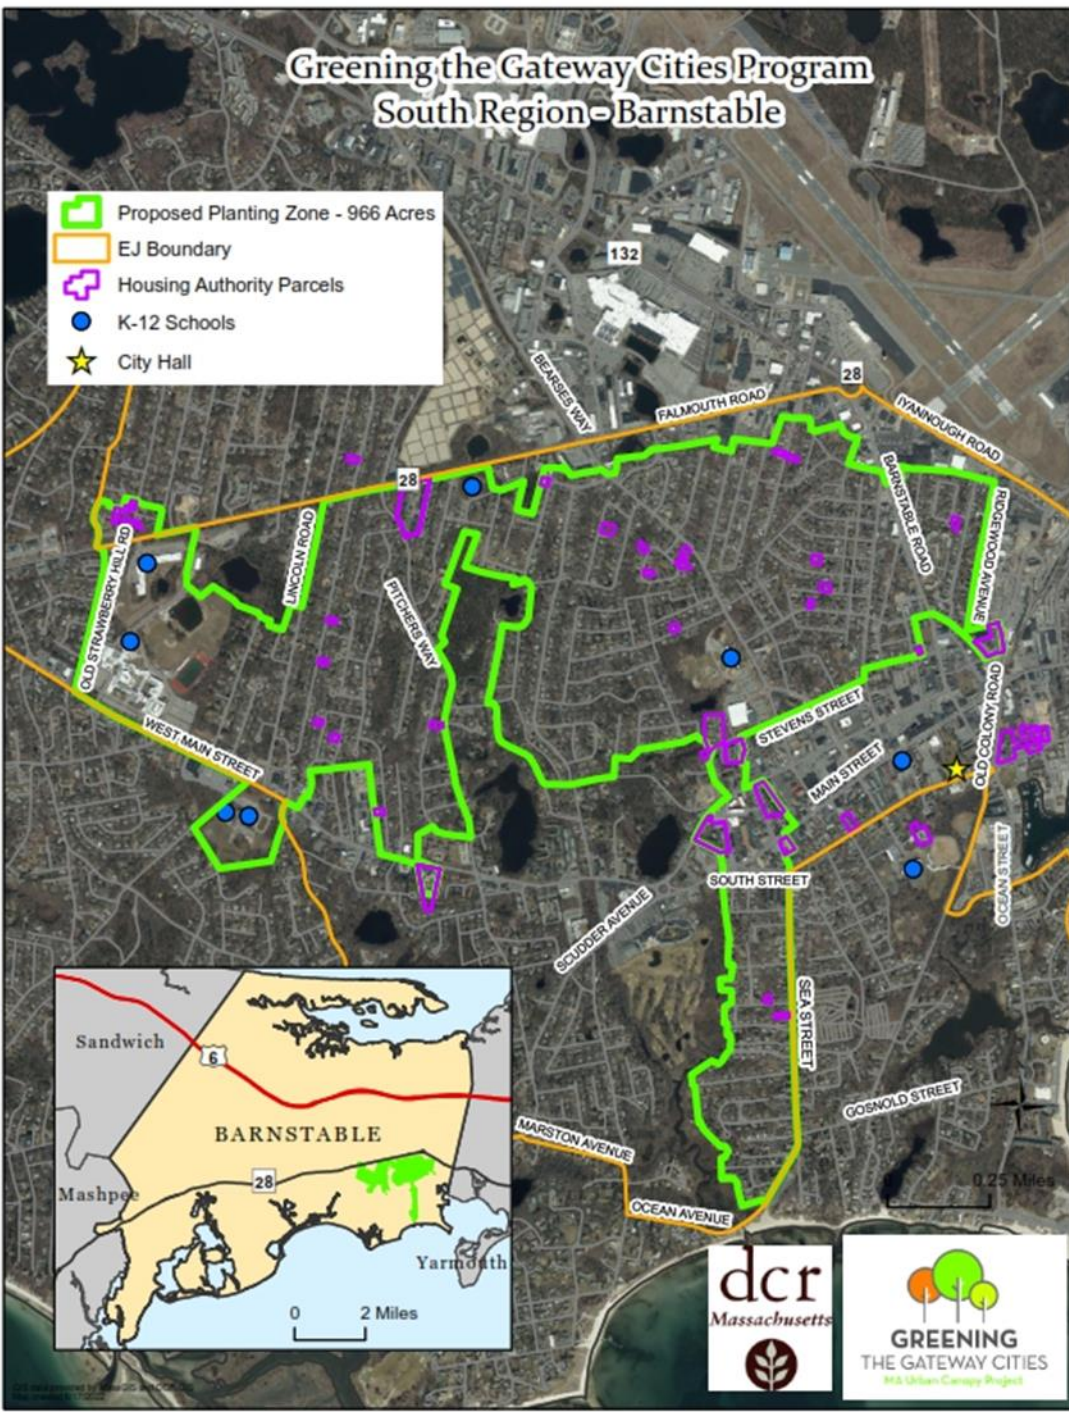 Greening the Gateway Cities Program
South Region - Barnstable
Proposed Planting Zone - 966 Acres
EJ Boundary
Housing Authority Parcels
K-12 Schools
City Hall
132
BEARSES WAY
28
FALMOUTH ROAD
IYANNOUGH ROAD
28
BARNSTABLE ROAD
RIDGEWOOD AVENUE
OLD STRAWBERRY HILL RD
LINCOLN ROAD
PITCHERS WAY
WEST MAIN STREET
STEVENS STREET
MAIN STREET
OLD COLONY ROAD
SOUTH STREET
OCEAN STREET
SCUDDER AVENUE
SEA STREET
GOSNOLD STREET
MARSTON AVENUE
OCEAN AVENUE
0 0.25 Miles
Sandwich
6
BARNSTABLE
28
Mashpee
Yarmouth
0 2 Miles
dcr
Massachusetts
GREENING
THE GATEWAY CITIES
MA Urban Canopy Project